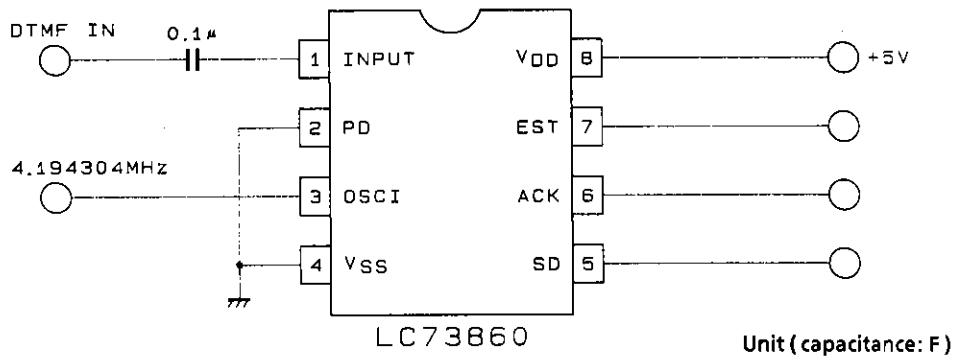 DTMF IN
0.1μ
1 INPUT
VDD 8
+5V
2 PD
EST 7
4.194304MHz
3 OSCI
ACK 6
4 VSS
SD 5
LC73860
Unit (capacitance: F)